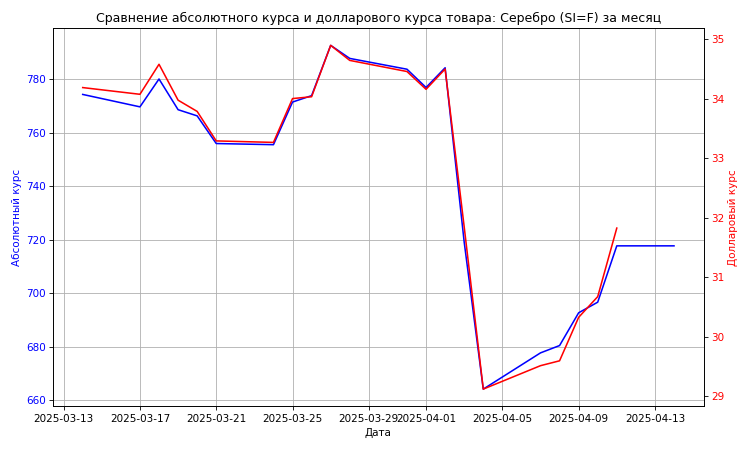 Сравнение абсолютного курса и долларового курса товара: Серебро (SI=F) за месяц
Абсолютный курс
780
760
740
720
700
680
660
35
34
33
32
31
30
29
Долларовый курс
2025-03-13 2025-03-17 2025-03-21 2025-03-25 2025-03-29 2025-04-01 2025-04-05 2025-04-09 2025-04-13
Дата